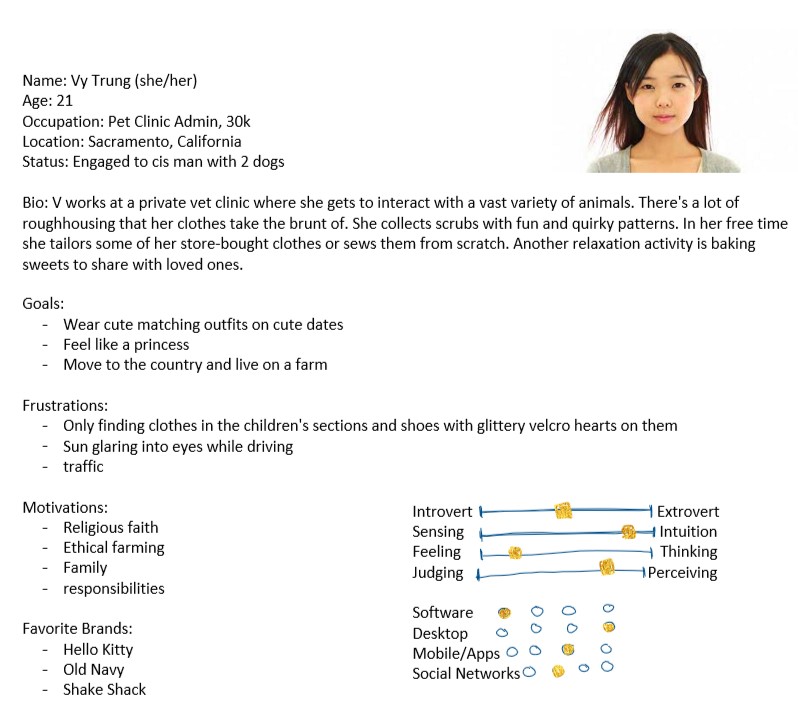 Name: Vy Trung (she/her)
Age: 21
Occupation: Pet Clinic Admin, 30k
Location: Sacramento, California
Status: Engaged to cis man with 2 dogs
Bio: V works at a private vet clinic where she gets to interact with a vast variety of animals. There's a lot of
roughhousing that her clothes take the brunt of. She collects scrubs with fun and quirky patterns. In her free time
she tailors some of her store-bought clothes or sews them from scratch. Another relaxation activity is baking
sweets to share with loved ones.
Goals:
- Wear cute matching outfits on cute dates
- Feel like a princess
- Move to the country and live on a farm
Frustrations:
- Only finding clothes in the children's sections and shoes with glittery velcro hearts on them
- Sun glaring into eyes while driving
- traffic
Motivations:
- Religious faith
- Ethical farming
- Family
- responsibilities
Favorite Brands:
- Hello Kitty
- Old Navy
- Shake Shack
Introvert Extrovert
Sensing Intuition
Feeling Thinking
Judging Perceiving
Software
Desktop
Mobile/Apps
Social Networks